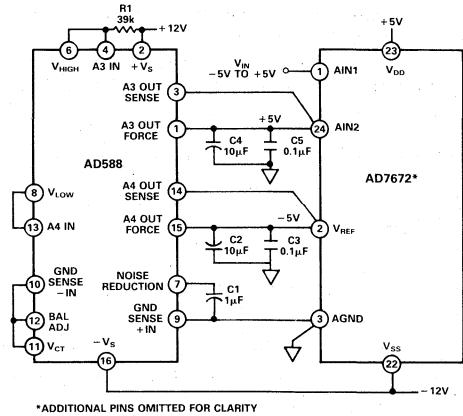 R1
39k
+12V
+5V
6
4
2
23
VHIGH
A3 IN
+VS
VDD
VIN
−5V TO +5V
1
AIN1
A3 OUT
SENSE
3
A3 OUT
FORCE
1
+5V
24
AIN2
C4
10µF
C5
0.1µF
AD588
AD7672*
8
VLOW
A4 OUT
SENSE
14
13
A4 IN
A4 OUT
FORCE
15
−5V
2
VREF
C2
10µF
C3
0.1µF
10
GND
SENSE
−IN
NOISE
REDUCTION
7
C1
1µF
12
BAL
ADJ
GND
SENSE
+IN
9
3
AGND
11
VCT
−VS
16
VSS
22
−12V
*ADDITIONAL PINS OMITTED FOR CLARITY